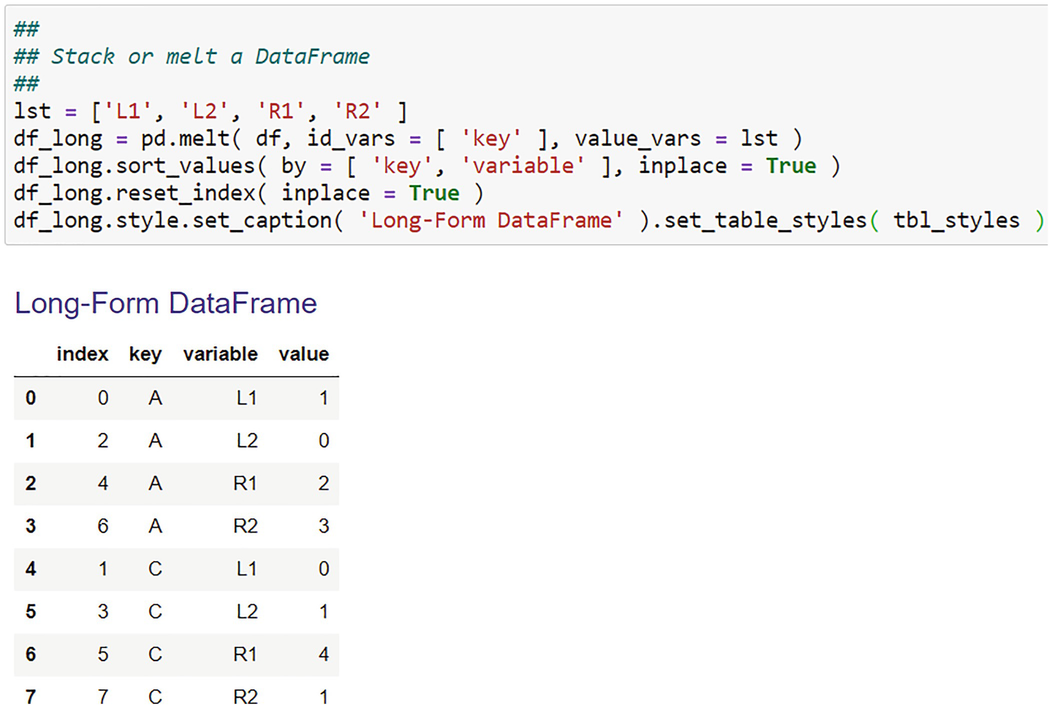 ##
## Stack or melt a DataFrame
##
lst = ['L1', 'L2', 'R1', 'R2' ]
df_long = pd.melt( df, id_vars = [ 'key' ], value_vars = lst )
df_long.sort_values( by = [ 'key', 'variable' ], inplace = True )
df_long.reset_index( inplace = True )
df_long.style.set_caption( 'Long-Form DataFrame' ).set_table_styles( tbl_styles )
Long-Form DataFrame
index key variable value
0 0 A L1 1
1 2 A L2 0
2 4 A R1 2
3 6 A R2 3
4 1 C L1 0
5 3 C L2 1
6 5 C R1 4
7 7 C R2 1